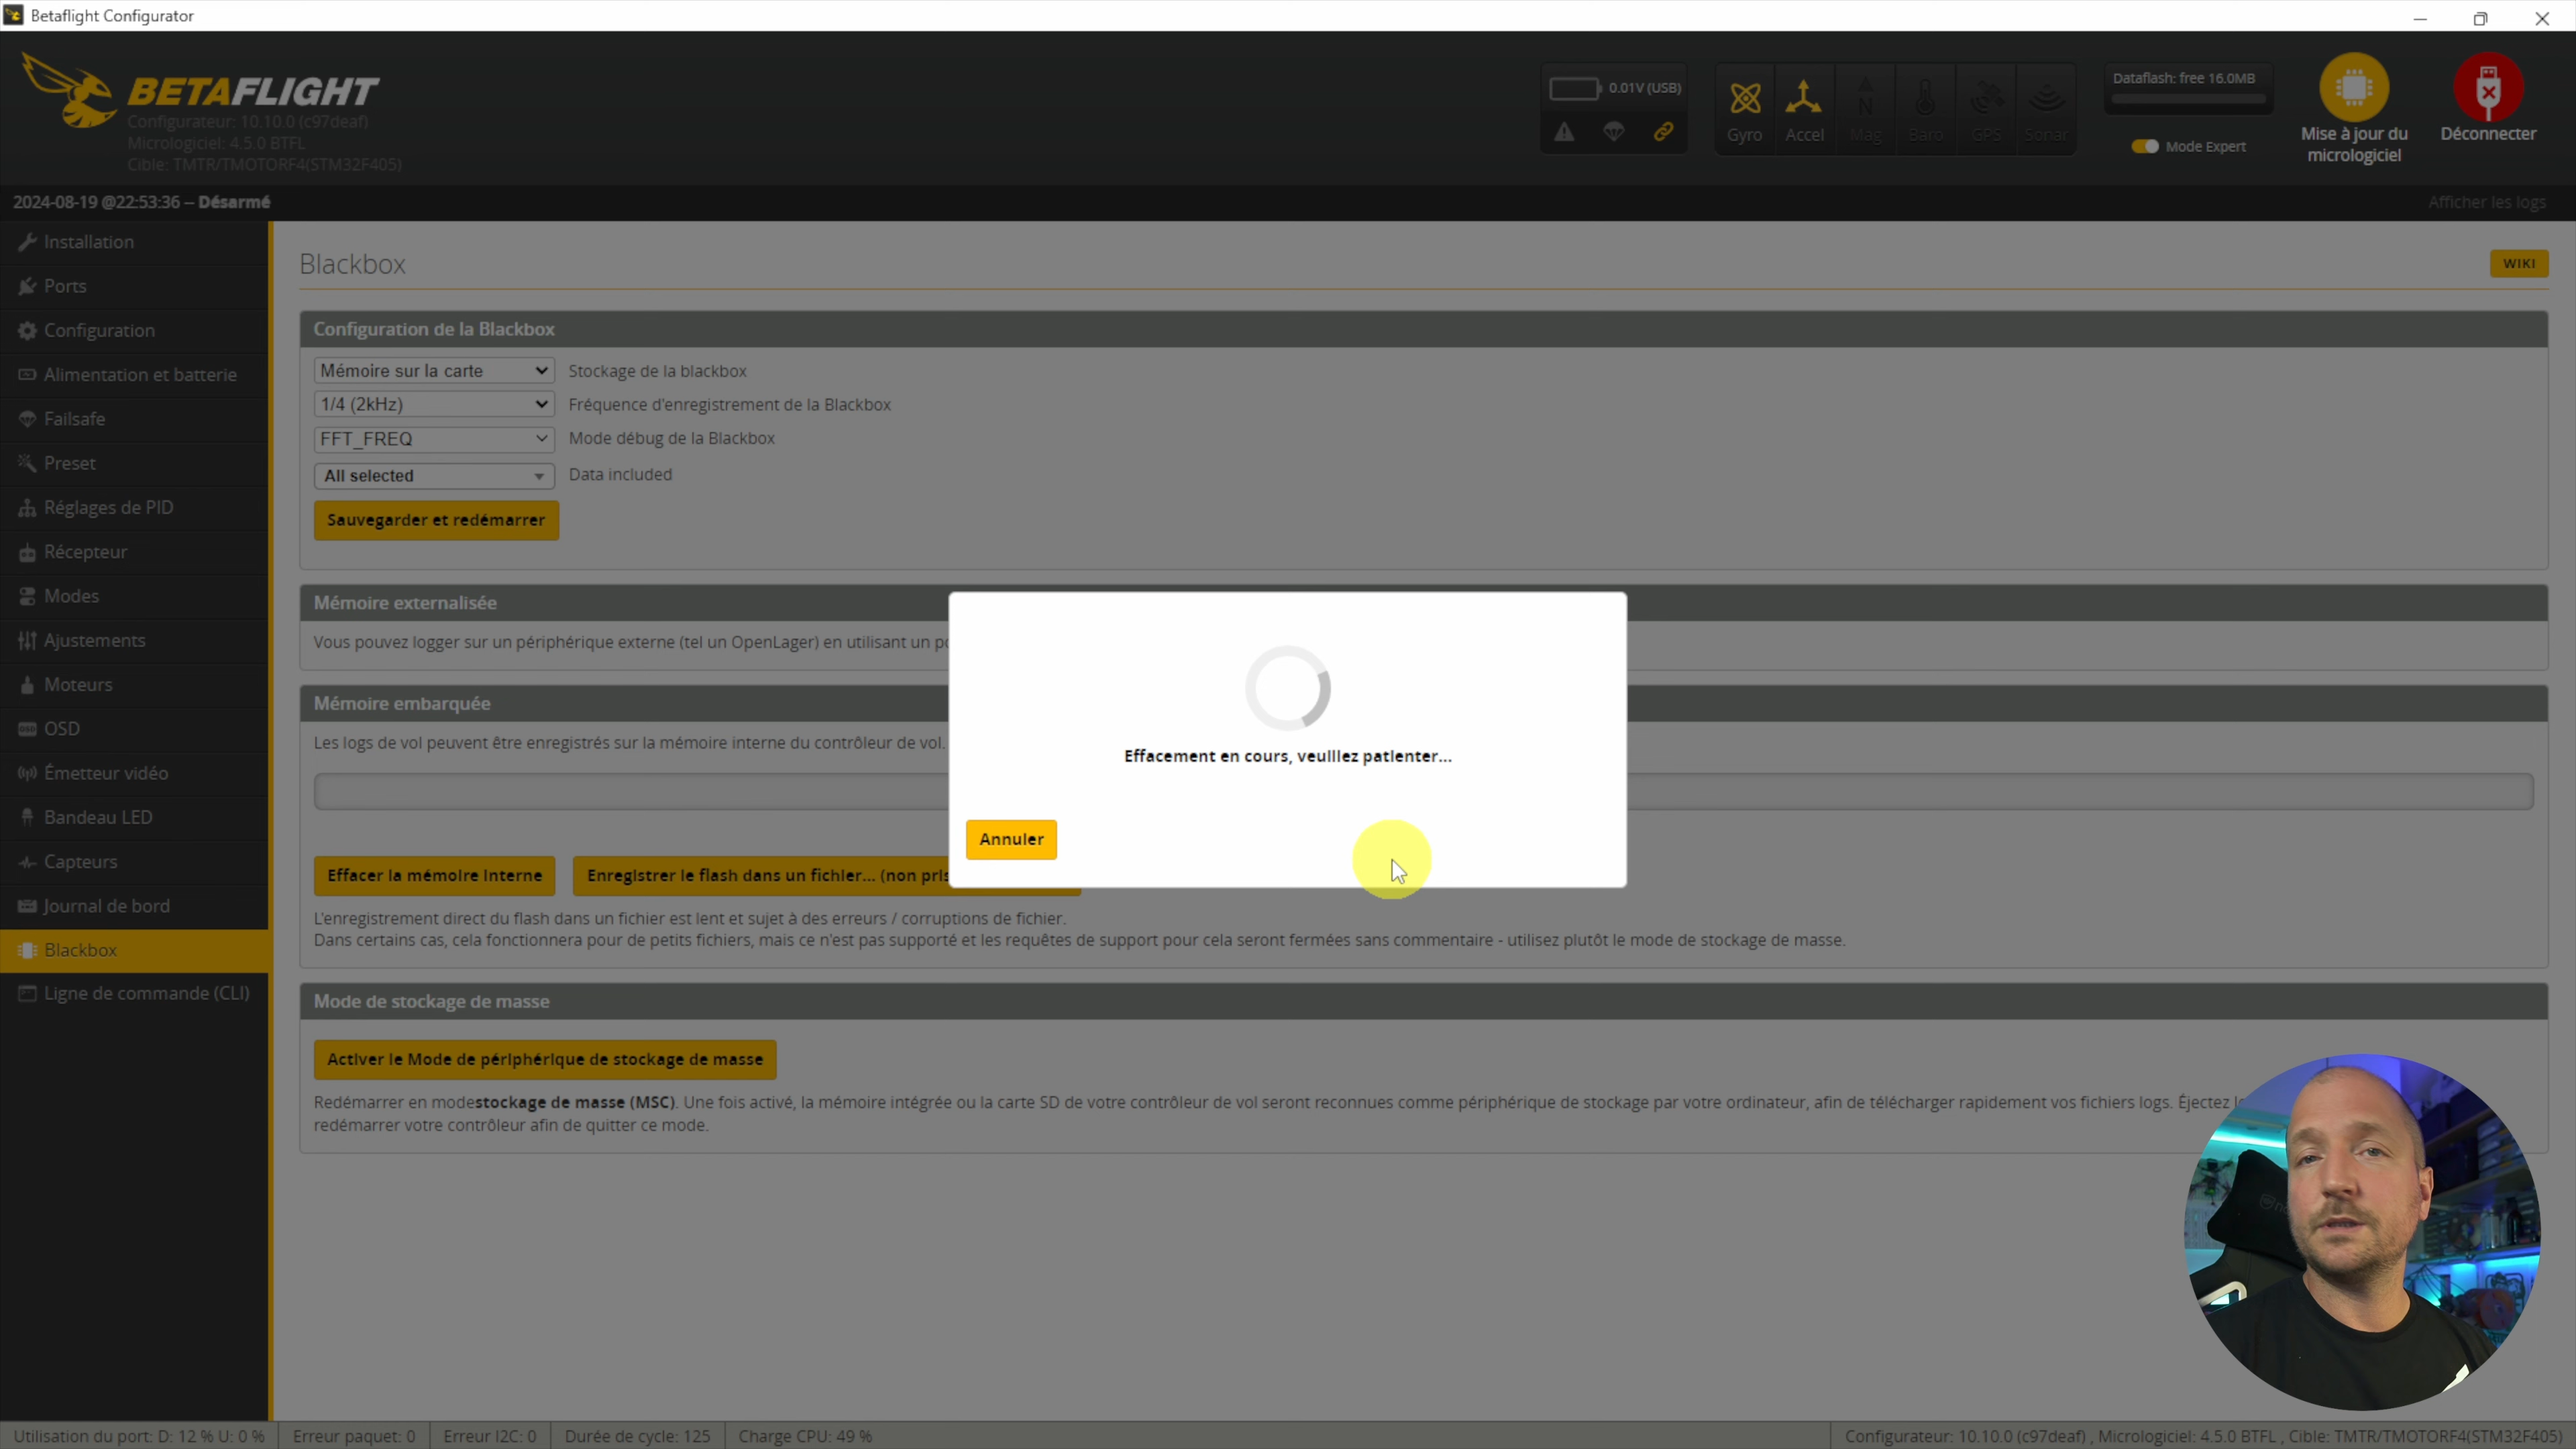 Betaflight Configurator
BETAFLIGHT
Configurateur: 10.10.0 (c97deaf)
Micrologiciel: 4.5.0 BTFL
Cible: TMTR/TMOTORF4(STM32F405)
0.01V (USB)
Gyro
Accel
Mag
Baro
GPS
Sonar
Dataflash: free 16.0MB
Mode Expert
Mise à jour du
micrologiciel
Déconnecter
2024-08-19 @22:53:36 -- Désarmé
Afficher les logs
Installation
Ports
Configuration
Alimentation et batterie
Failsafe
Preset
Réglages de PID
Récepteur
Modes
Ajustements
Moteurs
OSD
Émetteur vidéo
Bandeau LED
Capteurs
Journal de bord
Blackbox
Ligne de commande (CLI)
Blackbox
WIKI
Configuration de la Blackbox
Mémoire sur la carte Stockage de la blackbox
1/4 (2kHz) Fréquence d'enregistrement de la Blackbox
FFT_FREQ Mode débug de la Blackbox
All selected Data included
Sauvegarder et redémarrer
Mémoire externalisée
Vous pouvez logger sur un périphérique externe (tel un OpenLager) en utilisant un
Mémoire embarquée
Les logs de vol peuvent être enregistrés sur la mémoire interne du contrôleur de vol.
Effacement en cours, veuillez patienter...
Annuler
Effacer la mémoire interne
Enregistrer le flash dans un fichier... (non
L'enregistrement direct du flash dans un fichier est lent et sujet à des erreurs / corruptions de fichier.
Dans certains cas, cela fonctionnera pour de petits fichiers, mais ce n'est pas supporté et les requêtes de support pour cela seront fermées sans commentaire - utilisez plutôt le mode de stockage de masse.
Mode de stockage de masse
Activer le Mode de périphérique de stockage de masse
Redémarrer en modestockage de masse (MSC). Une fois activé, la mémoire intégrée ou la carte SD de votre contrôleur de vol seront reconnues comme périphérique de stockage par votre ordinateur, afin de télécharger rapidement vos fichiers logs. Éjectez
redémarrer votre contrôleur afin de quitter ce mode.
Utilisation du port: D: 12 % U: 0 %
Erreur paquet: 0
Erreur I2C: 0
Durée de cycle: 125
Charge CPU: 49 %
Configurateur: 10.10.0 (c97deaf) , Micrologiciel: 4.5.0 BTFL , Cible: TMTR/TMOTORF4(STM32F405)